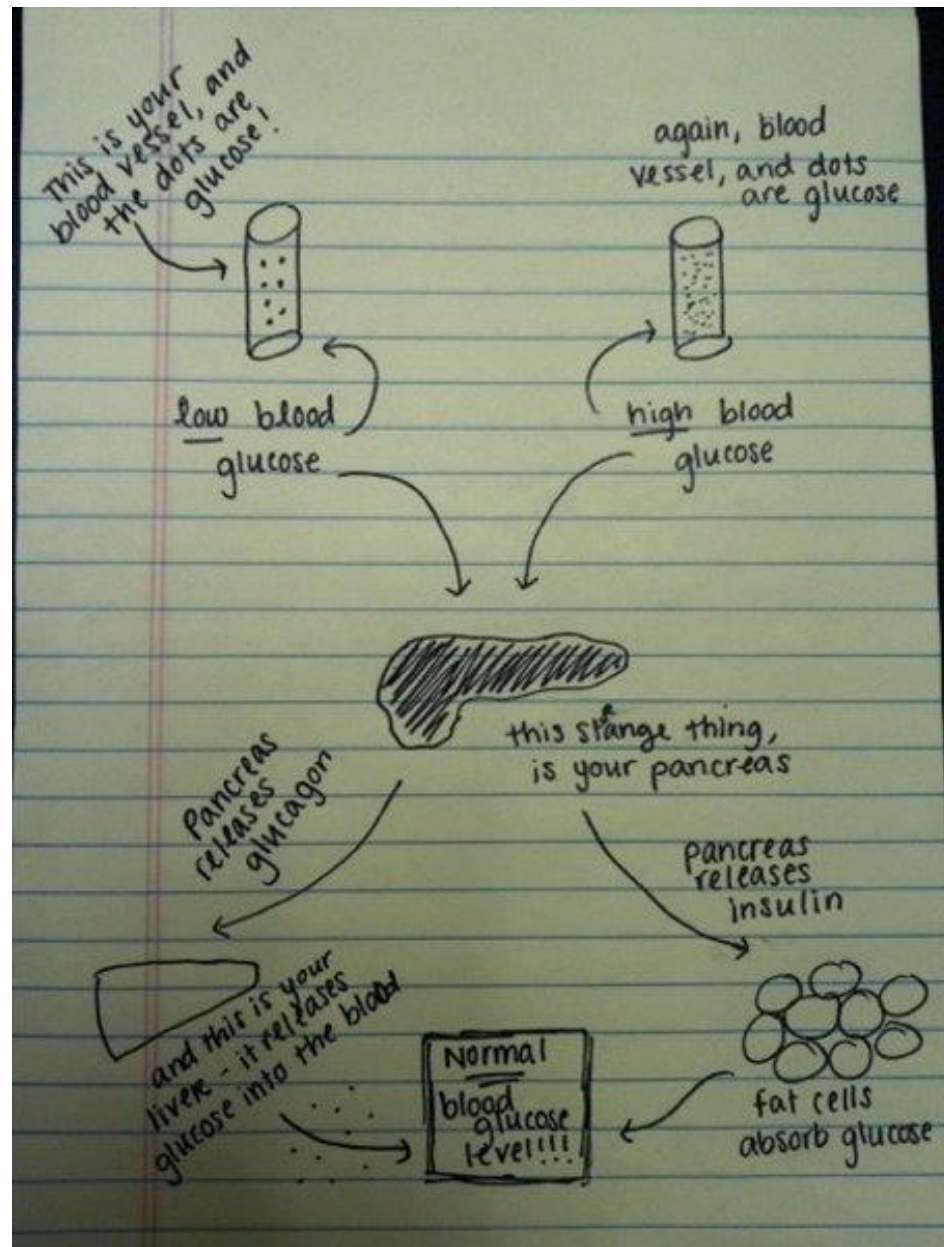 This is your
blood vessel, and
the dots are
glucose!
again, blood
vessel, and dots
are glucose
low blood
glucose
high blood
glucose
this strange thing,
is your pancreas
Pancreas
releases
glucagon
pancreas
releases
insulin
and this is your
liver - it releases
glucose into the blood
Normal
blood
glucose
level!!!
fat cells
absorb glucose